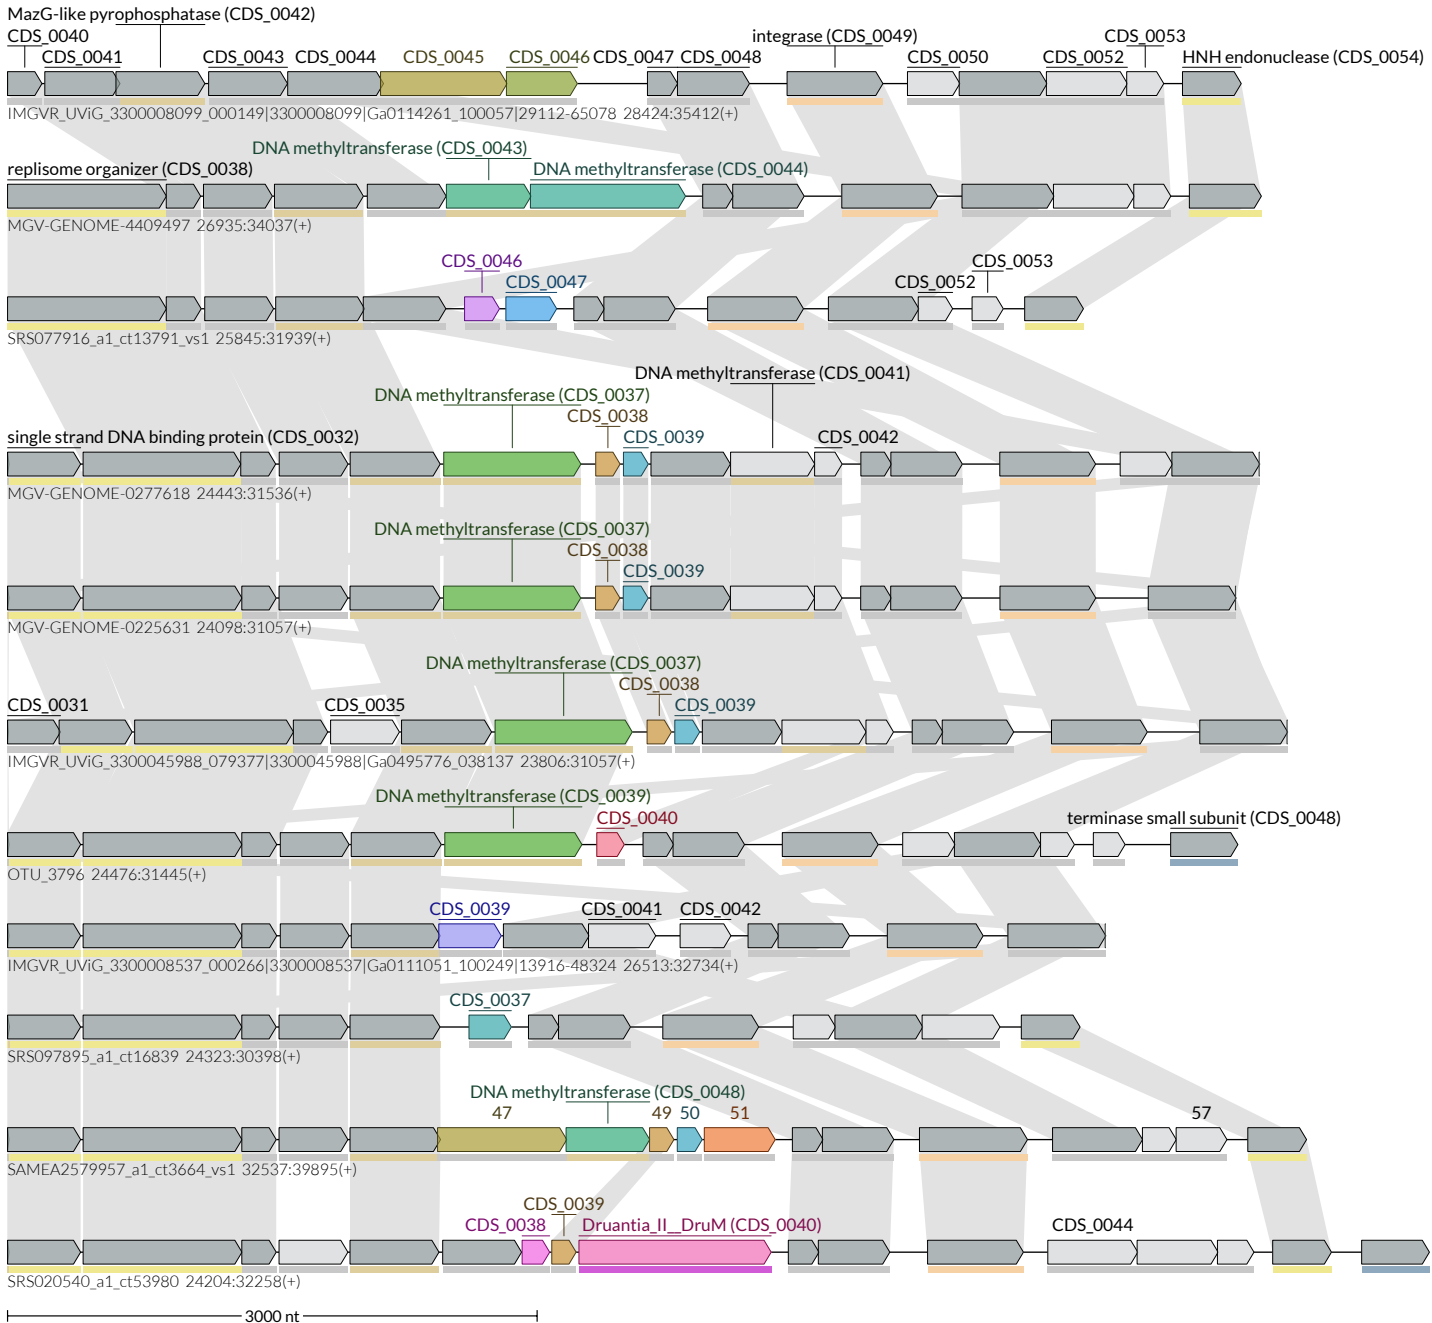 MazG-like pyrophosphatase (CDS_0042)
CDS_0040 integrase (CDS_0049) CDS_0053
CDS_0041 CDS_0043 CDS_0044 CDS_0045 CDS_0046 CDS_0047 CDS_0048 CDS_0050 CDS_0052 HNH endonuclease (CDS_0054)
IMGVR_UViG_3300008099_000149|3300008099|Ga0114261_100057|29112-65078 28424:35412(+)
DNA methyltransferase (CDS_0043)
replisome organizer (CDS_0038) DNA methyltransferase (CDS_0044)
MGV-GENOME-4409497 26935:34037(+)
CDS_0046 CDS_0053
CDS_0047 CDS_0052
SRS077916_a1_ct13791_vs1 25845:31939(+)
DNA methyltransferase (CDS_0041)
DNA methyltransferase (CDS_0037)
CDS_0038
single strand DNA binding protein (CDS_0032) CDS_0039 CDS_0042
MGV-GENOME-0277618 24443:31536(+)
DNA methyltransferase (CDS_0037)
CDS_0038
CDS_0039
MGV-GENOME-0225631 24098:31057(+)
DNA methyltransferase (CDS_0037)
CDS_0038
CDS_0031 CDS_0035 CDS_0039
IMGVR_UViG_3300045988_079377|3300045988|Ga0495776_038137 23806:31057(+)
DNA methyltransferase (CDS_0039)
CDS_0040 terminase small subunit (CDS_0048)
OTU_3796 24476:31445(+)
CDS_0039 CDS_0041 CDS_0042
IMGVR_UViG_3300008537_000266|3300008537|Ga0111051_100249|13916-48324 26513:32734(+)
CDS_0037
SRS097895_a1_ct16839 24323:30398(+)
DNA methyltransferase (CDS_0048)
47 49 50 51 57
SAMEA2579957_a1_ct3664_vs1 32537:39895(+)
CDS_0039
CDS_0038 Druantia_II__DruM (CDS_0040) CDS_0044
SRS020540_a1_ct53980 24204:32258(+)
3000 nt